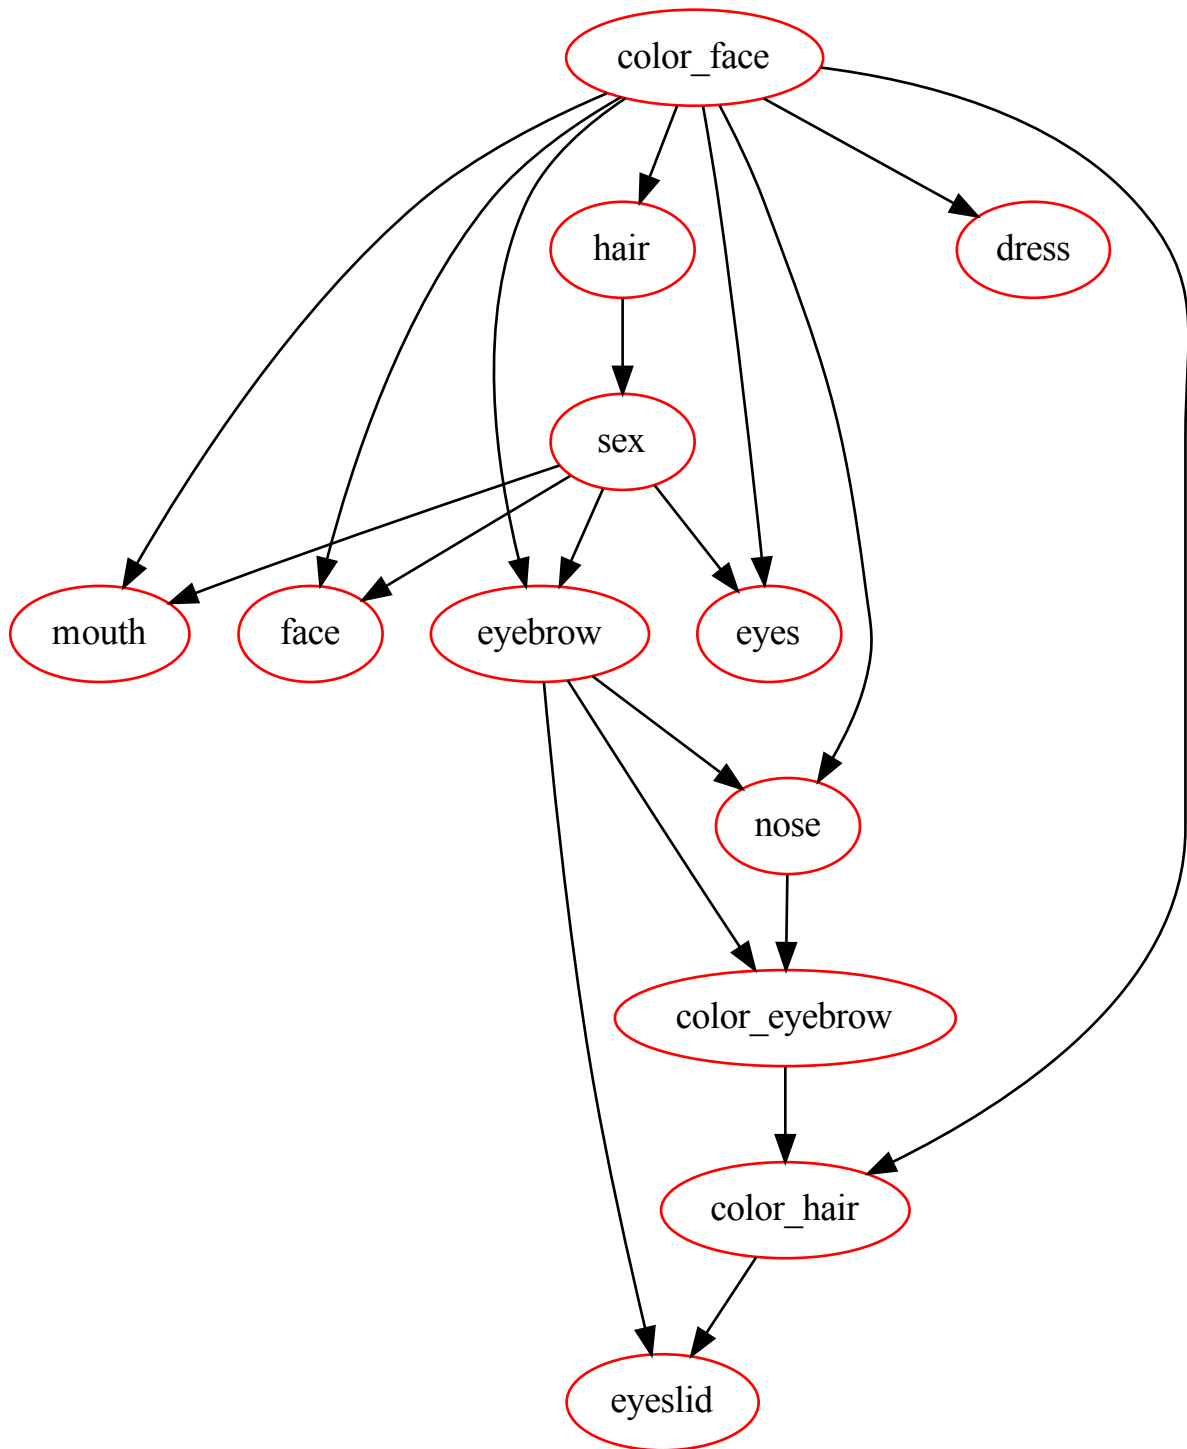 color_face
hair
dress
sex
mouth
face
eyebrow
eyes
nose
color_eyebrow
color_hair
eyeslid